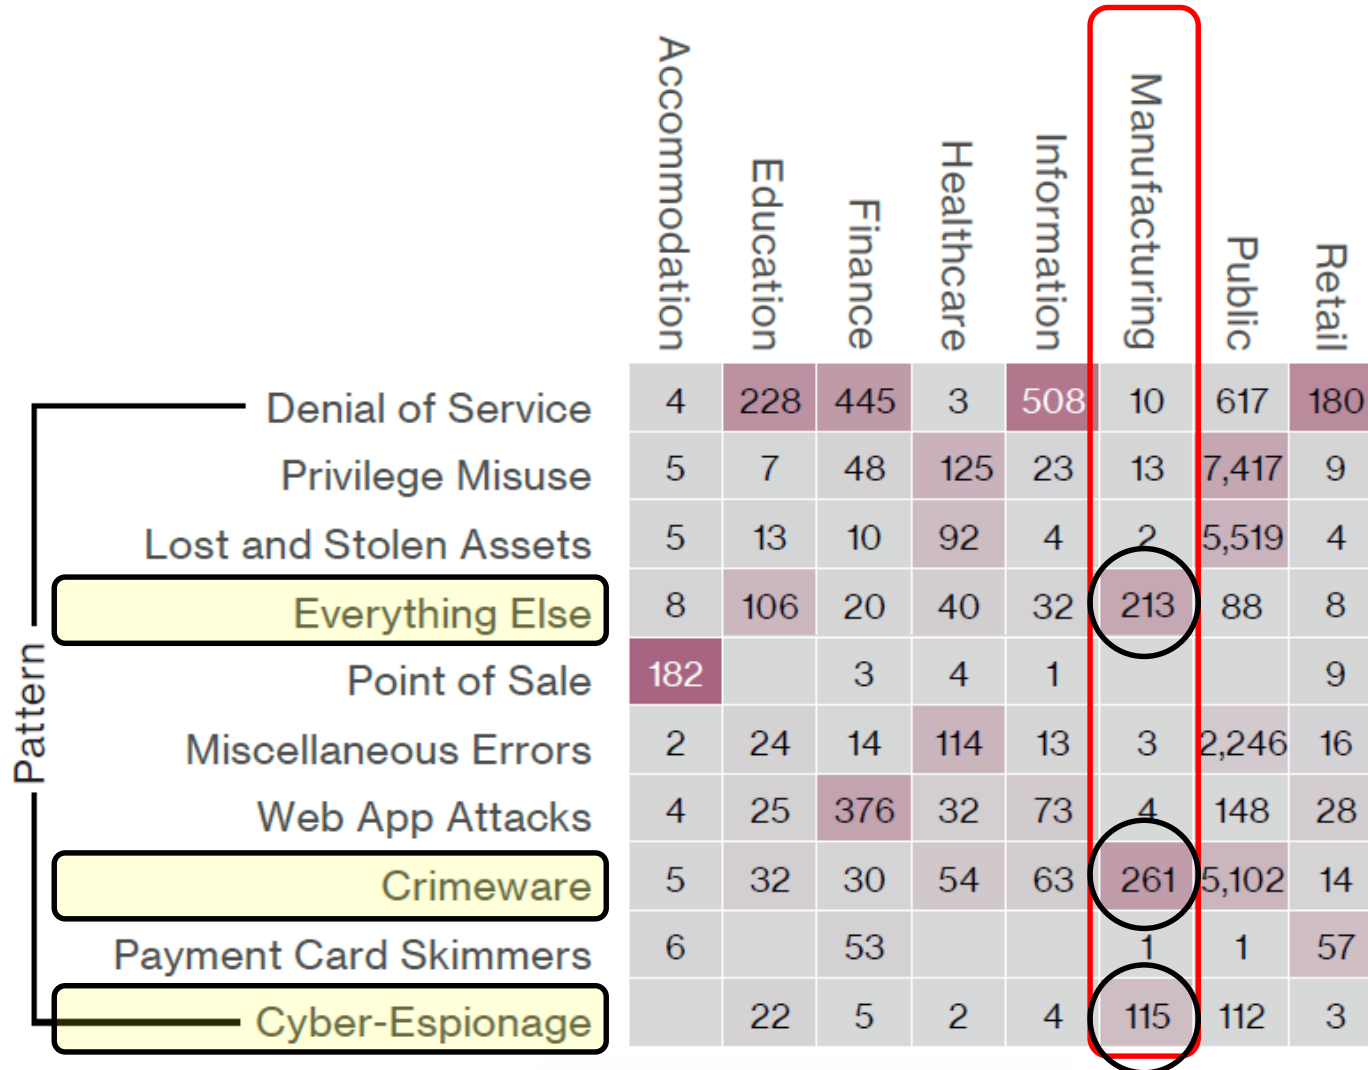 Accommodation
Education
Finance
Healthcare
Information
Manufacturing
Public
Retail
Pattern
Denial of Service 4 228 445 3 508 10 617 180
Privilege Misuse 5 7 48 125 23 13 7,417 9
Lost and Stolen Assets 5 13 10 92 4 2 5,519 4
Everything Else 8 106 20 40 32 213 88 8
Point of Sale 182 3 4 1 9
Miscellaneous Errors 2 24 14 114 13 3 2,246 16
Web App Attacks 4 25 376 32 73 4 148 28
Crimeware 5 32 30 54 63 261 5,102 14
Payment Card Skimmers 6 53 1 1 57
Cyber-Espionage 22 5 2 4 115 112 3